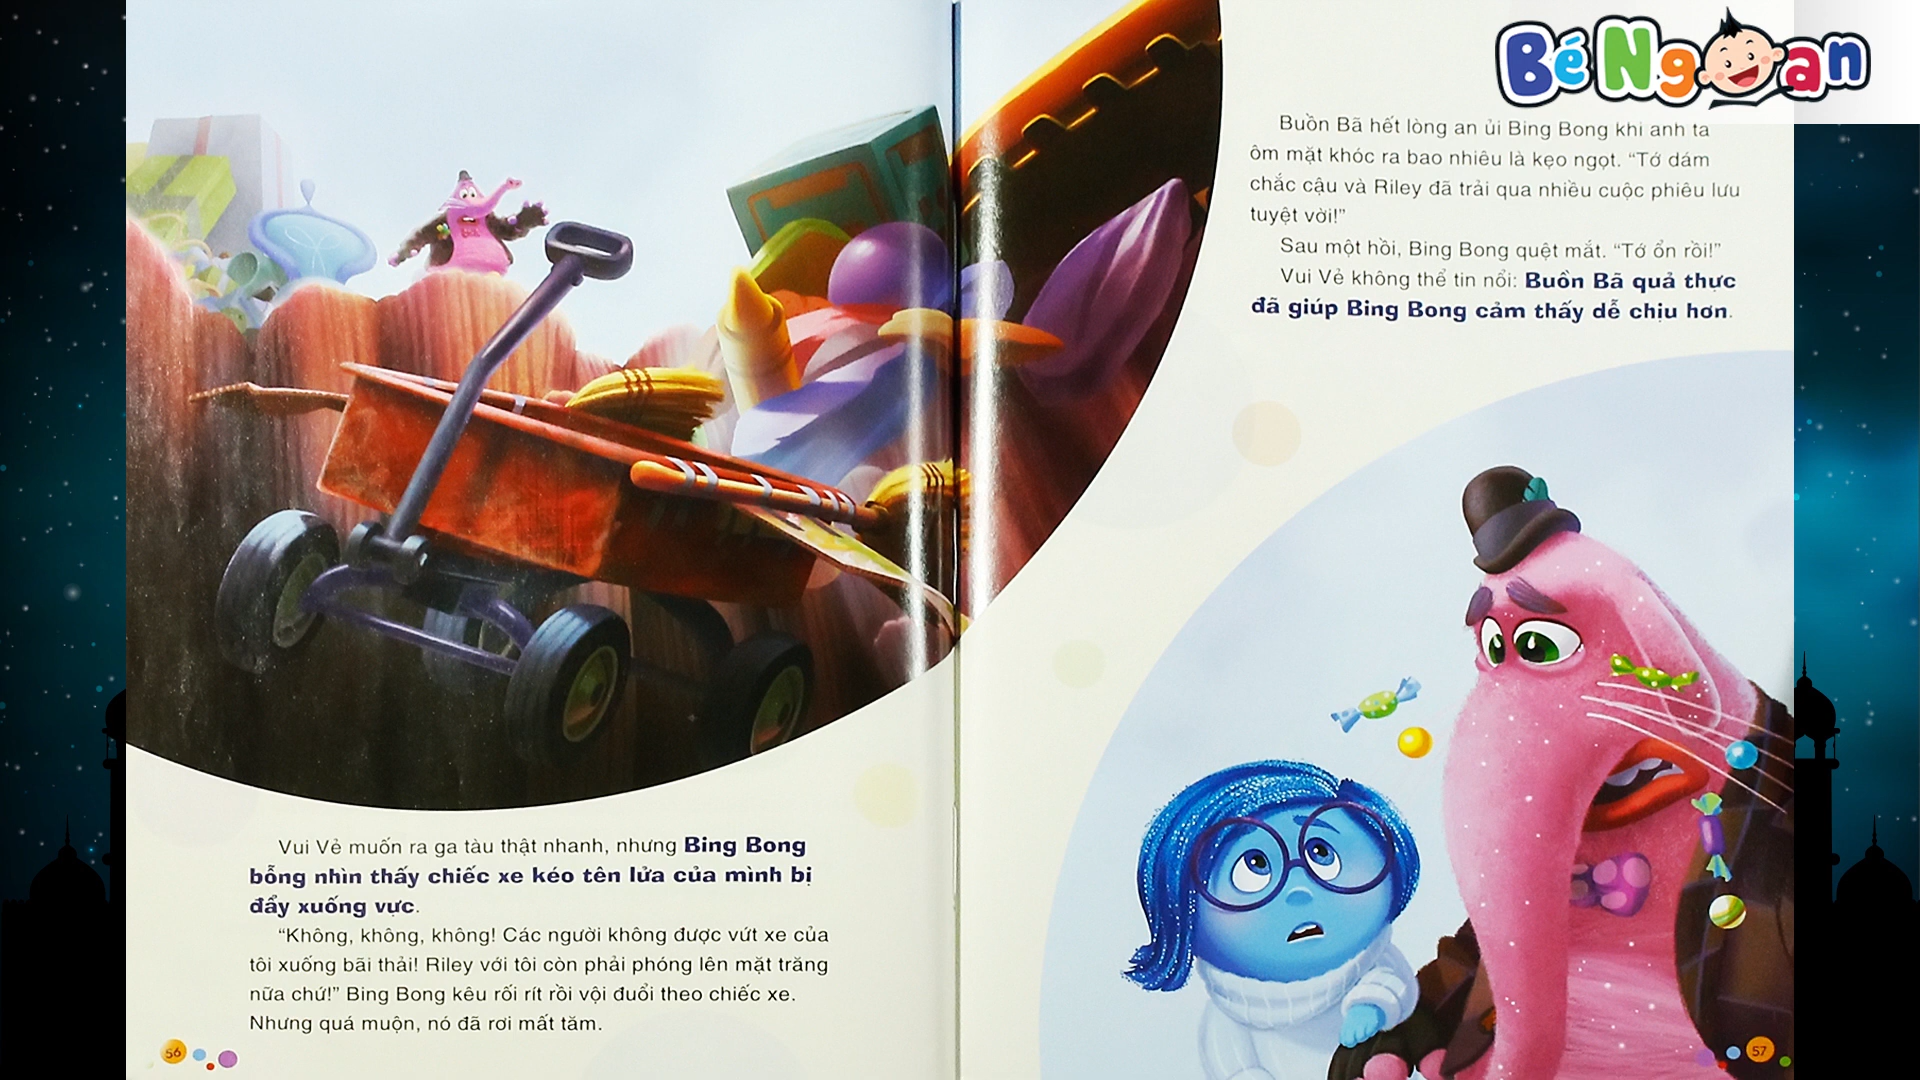 Bé Ngoan
Vui Vẻ muốn ra ga tàu thật nhanh, nhưng Bing Bong
bỗng nhìn thấy chiếc xe kéo tên lửa của mình bị
đẩy xuống vực.
“Không, không, không! Các người không được vứt xe của
tôi xuống bãi thải! Riley với tôi còn phải phóng lên mặt trăng
nữa chứ!” Bing Bong kêu rối rít rồi vội đuổi theo chiếc xe.
Nhưng quá muộn, nó đã rơi mất tăm.
56
Buồn Bã hết lòng an ủi Bing Bong khi anh ta
ôm mặt khóc ra bao nhiêu là kẹo ngọt. “Tớ dám
chắc cậu và Riley đã trải qua nhiều cuộc phiêu lưu
tuyệt vời!”
Sau một hồi, Bing Bong quệt mắt. “Tớ ổn rồi!”
Vui Vẻ không thể tin nổi: Buồn Bã quả thực
đã giúp Bing Bong cảm thấy dễ chịu hơn.
57